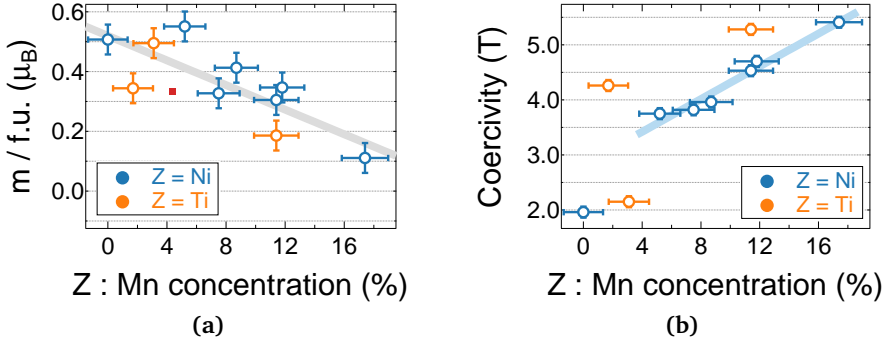 m / f.u. (μB)
0.6
0.4
0.2
0.0
Z = Ni
Z = Ti
0 4 8 12 16
Z : Mn concentration (%)
(a)
Coercivity (T)
5.0
4.0
3.0
2.0
Z = Ni
Z = Ti
0 4 8 12 16
Z : Mn concentration (%)
(b)